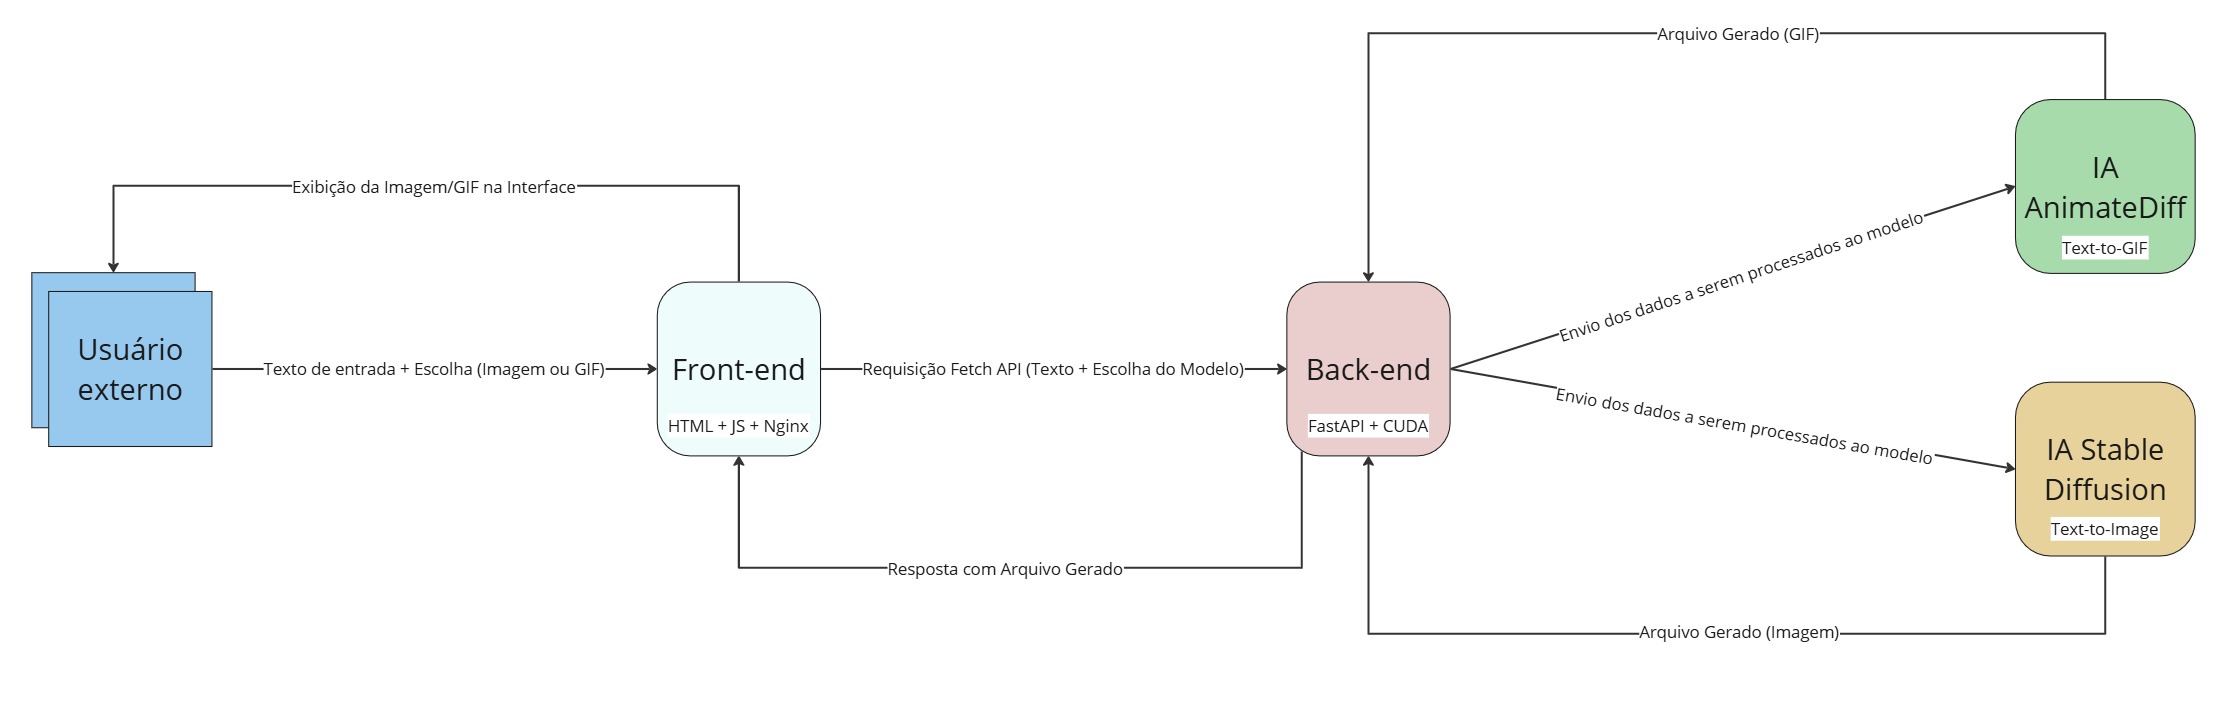 Arquivo Gerado (GIF)
IA
AnimateDiff
Text-to-GIF
Exibição da Imagem/GIF na Interface
Envio dos dados a serem processados ao modelo
Usuário
externo
Texto de entrada + Escolha (Imagem ou GIF)
Front-end
HTML + JS + Nginx
Requisição Fetch API (Texto + Escolha do Modelo)
Back-end
FastAPI + CUDA
Envio dos dados a serem processados ao modelo
IA Stable
Diffusion
Text-to-Image
Resposta com Arquivo Gerado
Arquivo Gerado (Imagem)